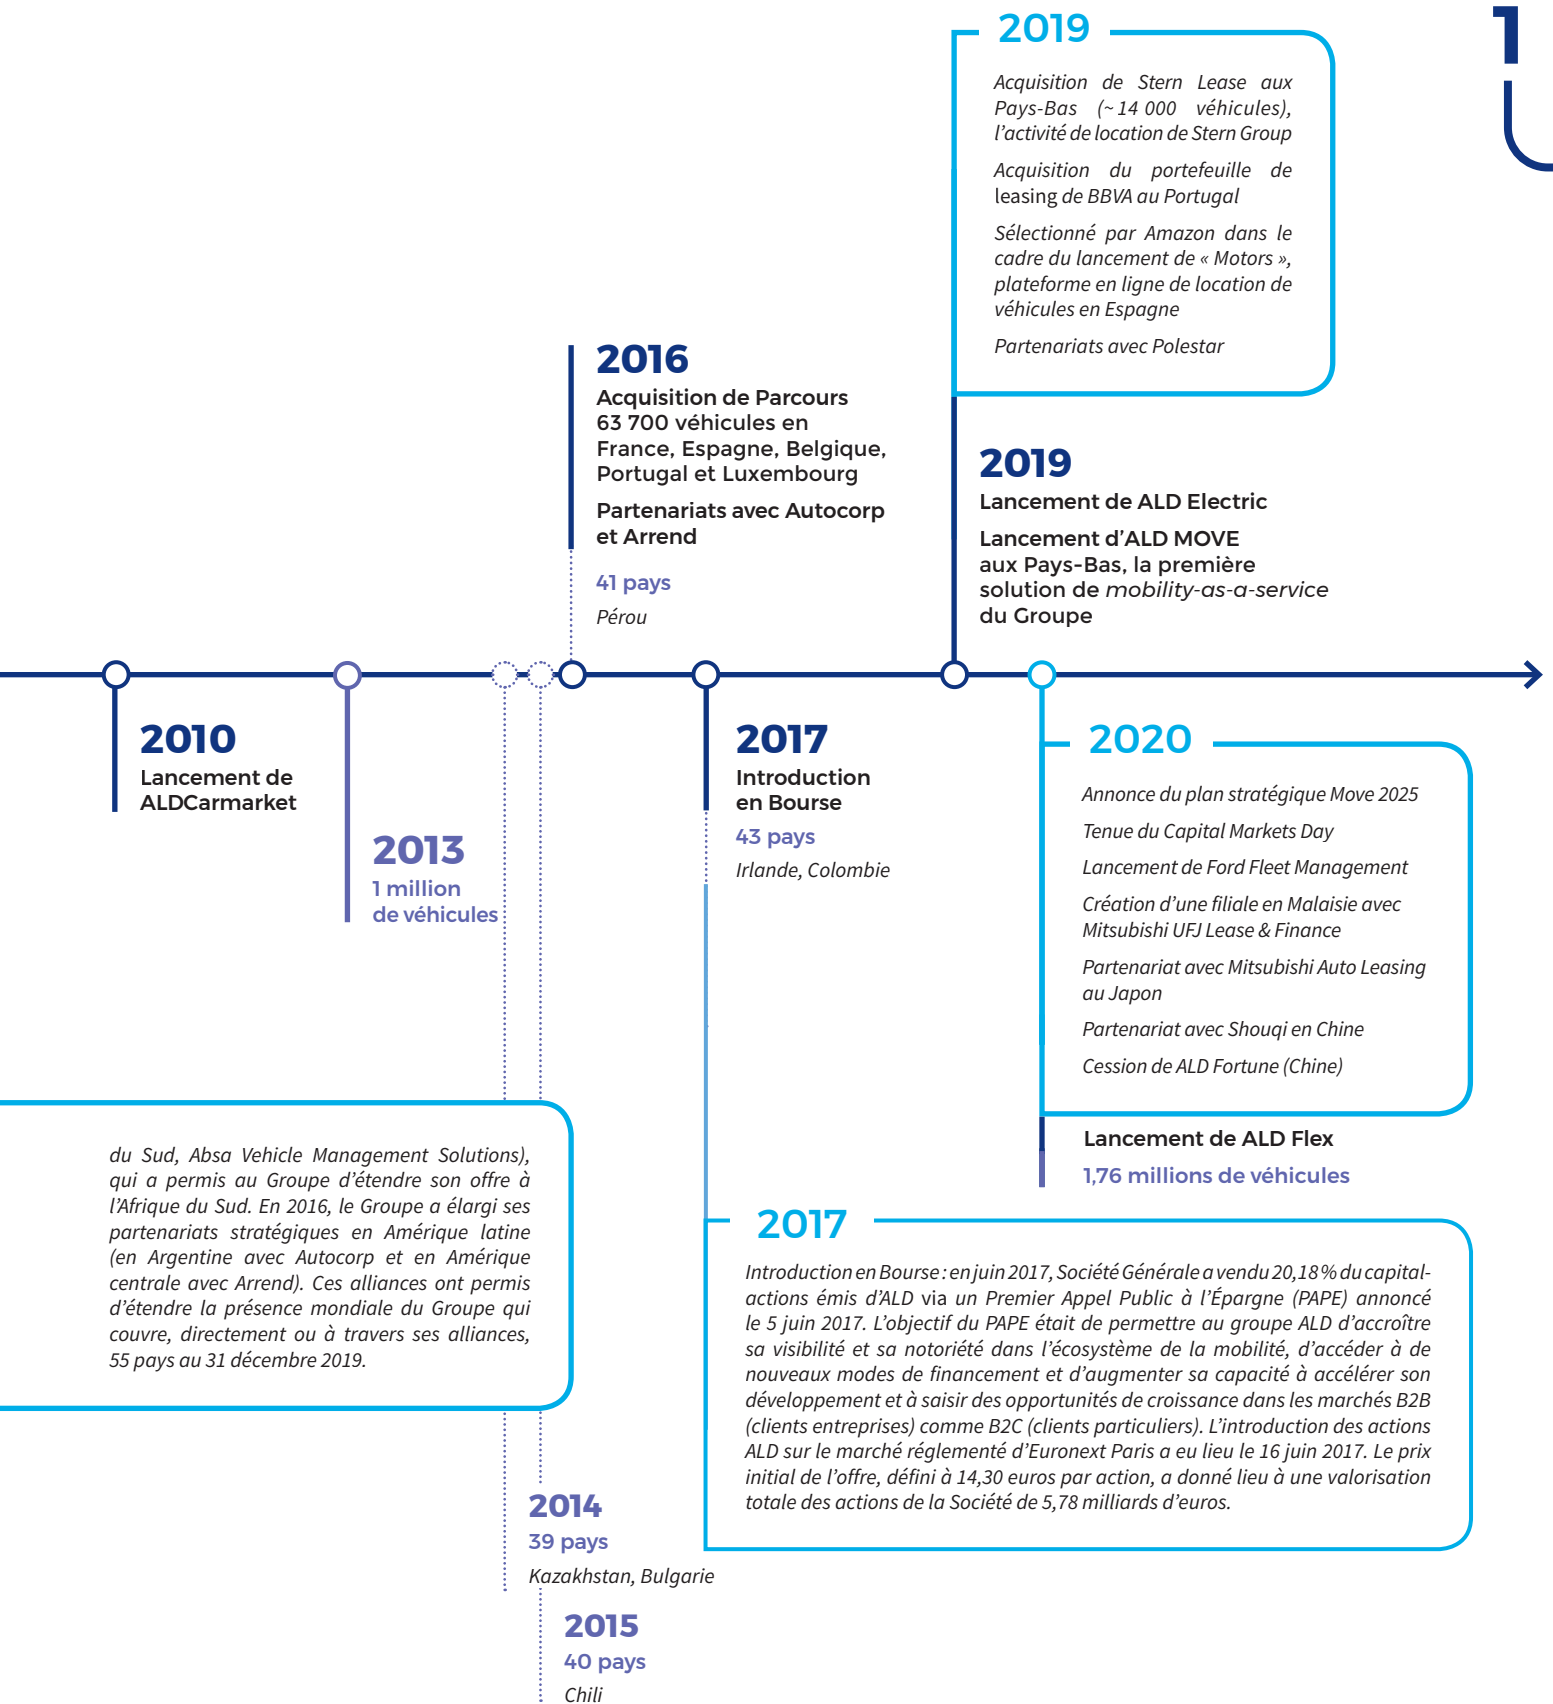 1
2019
Acquisition de Stern Lease aux
Pays-Bas (~ 14 000 véhicules),
l’activité de location de Stern Group
Acquisition du portefeuille de
leasing de BBVA au Portugal
Sélectionné par Amazon dans le
cadre du lancement de « Motors »,
plateforme en ligne de location de
véhicules en Espagne
Partenariats avec Polestar
2016
Acquisition de Parcours
63 700 véhicules en
France, Espagne, Belgique,
Portugal et Luxembourg
Partenariats avec Autocorp
et Arrend
41 pays
Pérou
2019
Lancement de ALD Electric
Lancement d’ALD MOVE
aux Pays-Bas, la première
solution de mobility-as-a-service
du Groupe
2010
Lancement de
ALDCarmarket
2013
1 million
de véhicules
2017
Introduction
en Bourse
43 pays
Irlande, Colombie
2020
Annonce du plan stratégique Move 2025
Tenue du Capital Markets Day
Lancement de Ford Fleet Management
Création d’une filiale en Malaisie avec
Mitsubishi UFJ Lease & Finance
Partenariat avec Mitsubishi Auto Leasing
au Japon
Partenariat avec Shouqi en Chine
Cession de ALD Fortune (Chine)
Lancement de ALD Flex
1,76 millions de véhicules
du Sud, Absa Vehicle Management Solutions),
qui a permis au Groupe d’étendre son offre à
l’Afrique du Sud. En 2016, le Groupe a élargi ses
partenariats stratégiques en Amérique latine
(en Argentine avec Autocorp et en Amérique
centrale avec Arrend). Ces alliances ont permis
d’étendre la présence mondiale du Groupe qui
couvre, directement ou à travers ses alliances,
55 pays au 31 décembre 2019.
2017
Introduction en Bourse : en juin 2017, Société Générale a vendu 20,18 % du capital-
actions émis d’ALD via un Premier Appel Public à l’Épargne (PAPE) annoncé
le 5 juin 2017. L’objectif du PAPE était de permettre au groupe ALD d’accroître
sa visibilité et sa notoriété dans l’écosystème de la mobilité, d’accéder à de
nouveaux modes de financement et d’augmenter sa capacité à accélérer son
développement et à saisir des opportunités de croissance dans les marchés B2B
(clients entreprises) comme B2C (clients particuliers). L’introduction des actions
ALD sur le marché réglementé d’Euronext Paris a eu lieu le 16 juin 2017. Le prix
initial de l’offre, défini à 14,30 euros par action, a donné lieu à une valorisation
totale des actions de la Société de 5,78 milliards d’euros.
2014
39 pays
Kazakhstan, Bulgarie
2015
40 pays
Chili